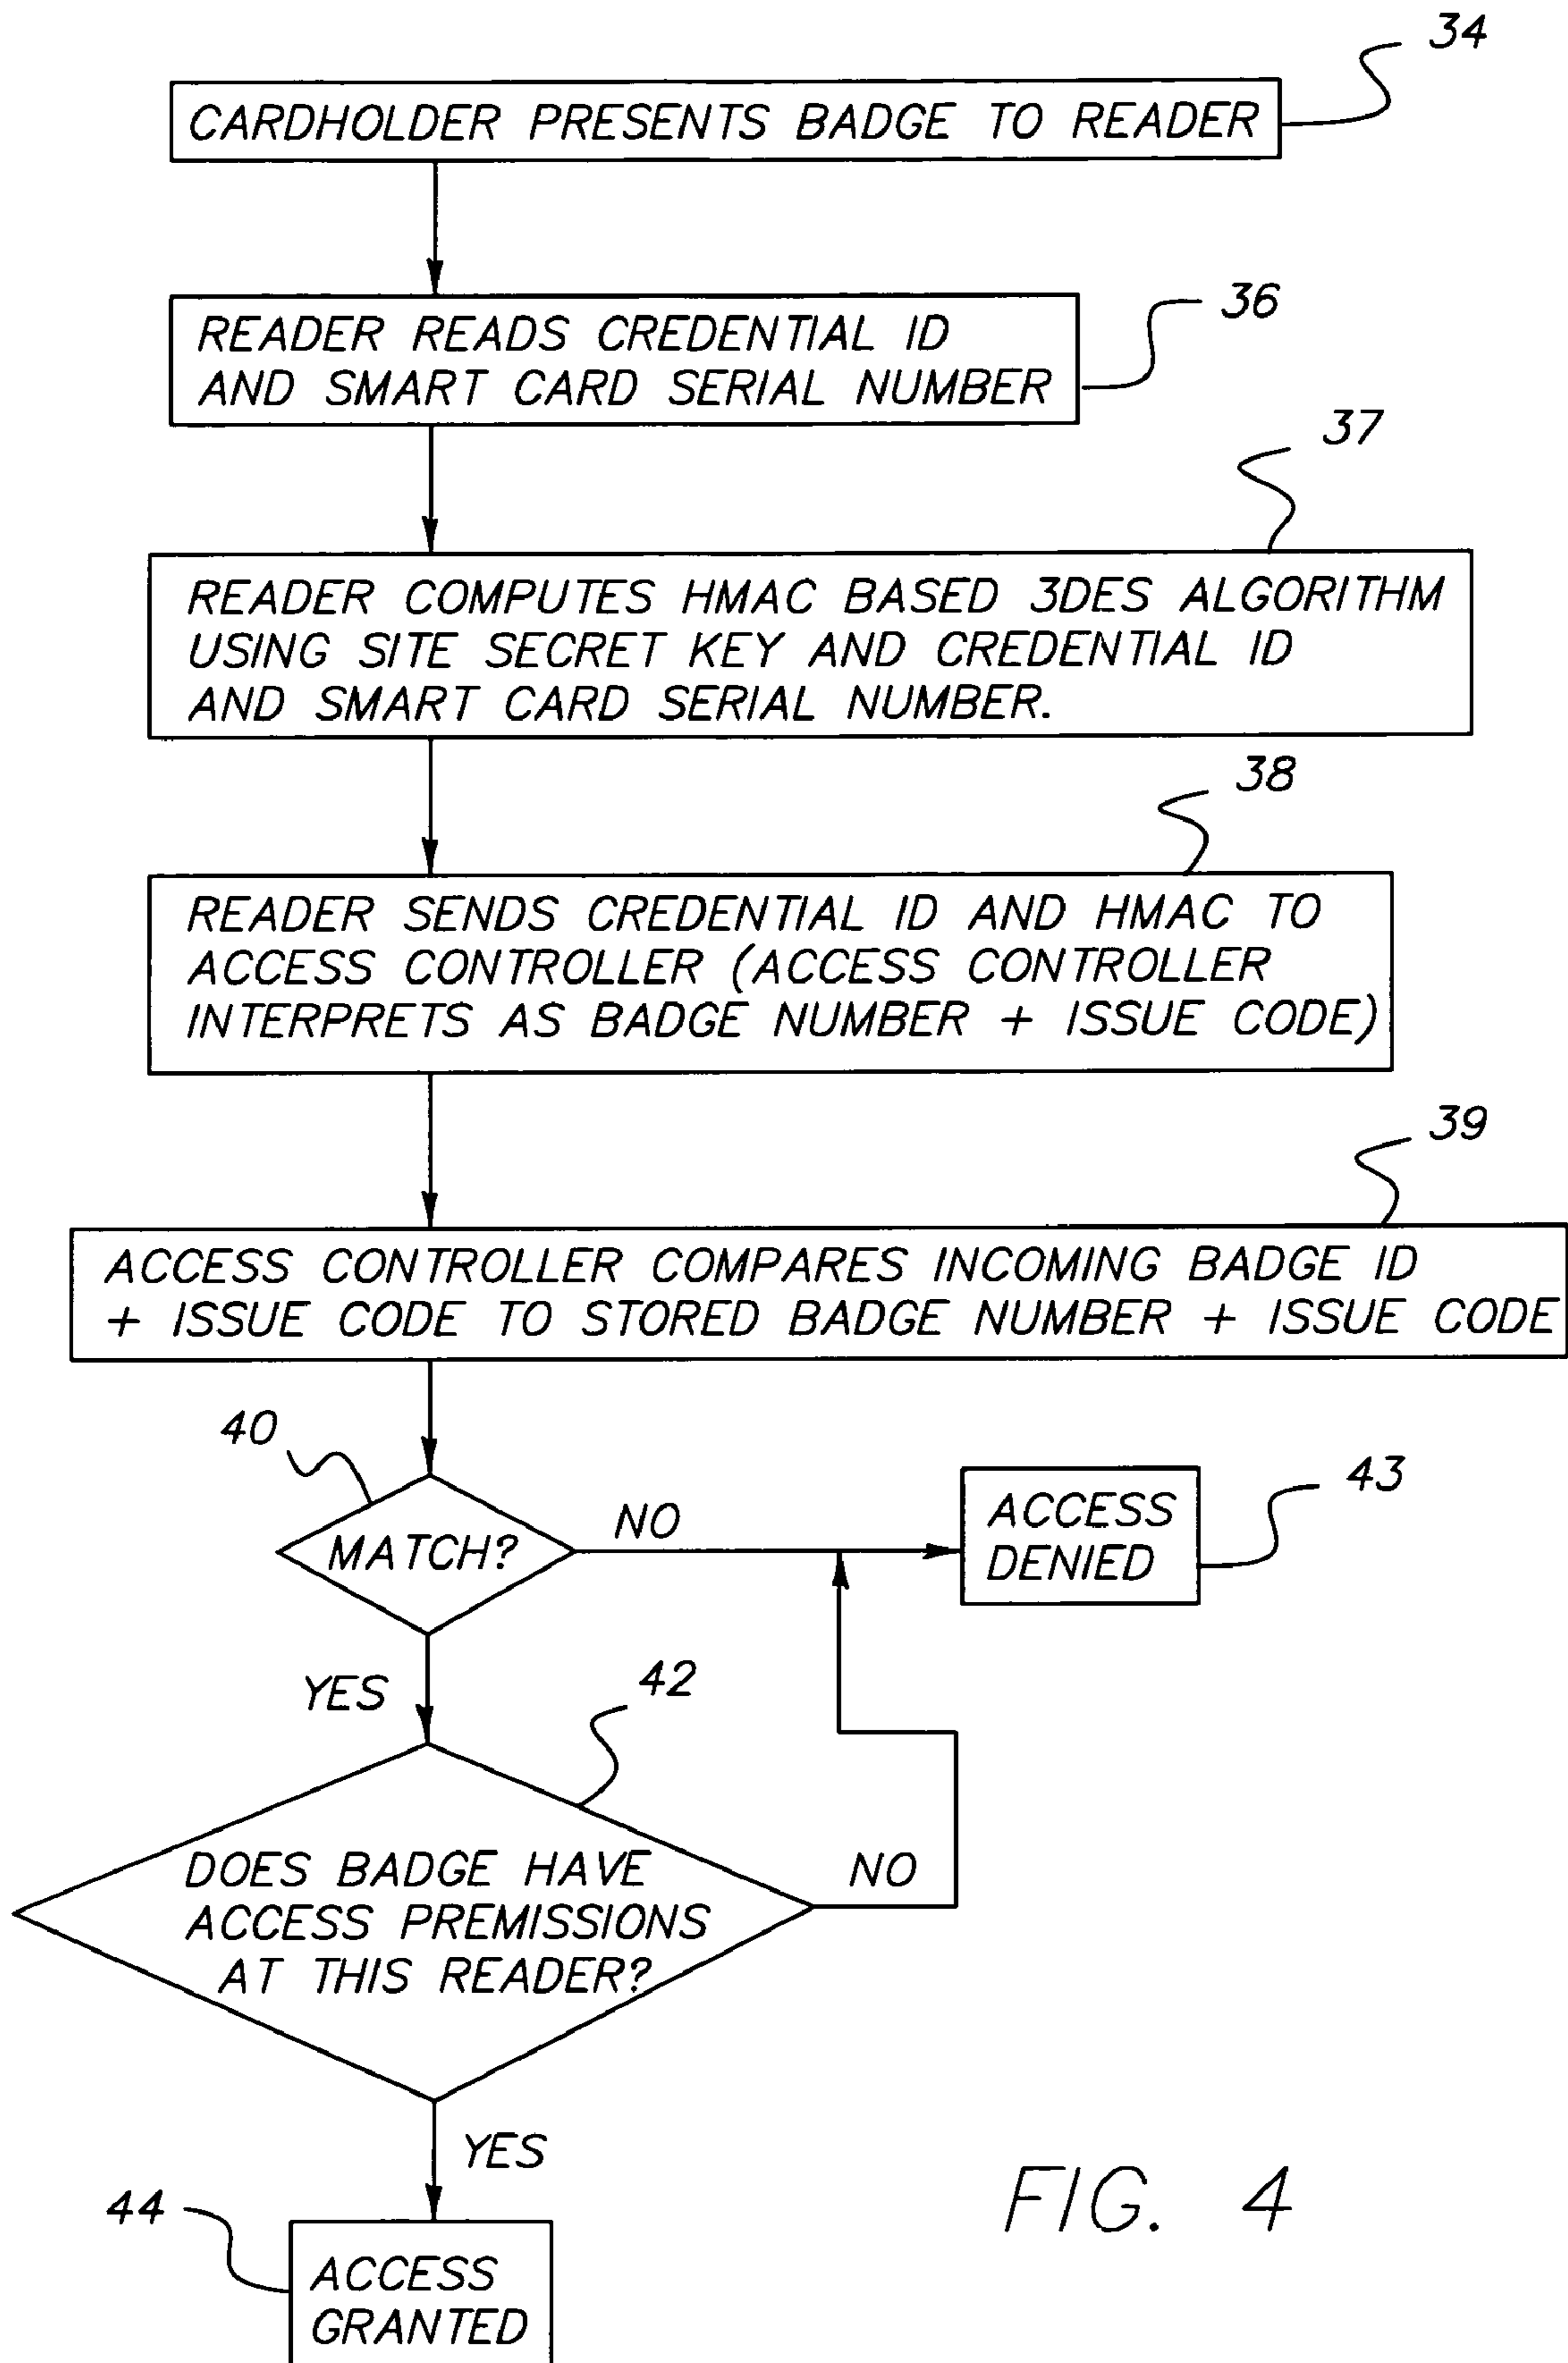 34
CARDHOLDER PRESENTS BADGE TO READER
36
READER READS CREDENTIAL ID
AND SMART CARD SERIAL NUMBER
37
READER COMPUTES HMAC BASED 3DES ALGORITHM
USING SITE SECRET KEY AND CREDENTIAL ID
AND SMART CARD SERIAL NUMBER.
38
READER SENDS CREDENTIAL ID AND HMAC TO
ACCESS CONTROLLER (ACCESS CONTROLLER
INTERPRETS AS BADGE NUMBER + ISSUE CODE)
39
ACCESS CONTROLLER COMPARES INCOMING BADGE ID
+ ISSUE CODE TO STORED BADGE NUMBER + ISSUE CODE
40
MATCH?
NO
ACCESS
DENIED
43
YES
42
DOES BADGE HAVE
ACCESS PREMISSIONS
AT THIS READER?
NO
YES
44
ACCESS
GRANTED
FIG. 4